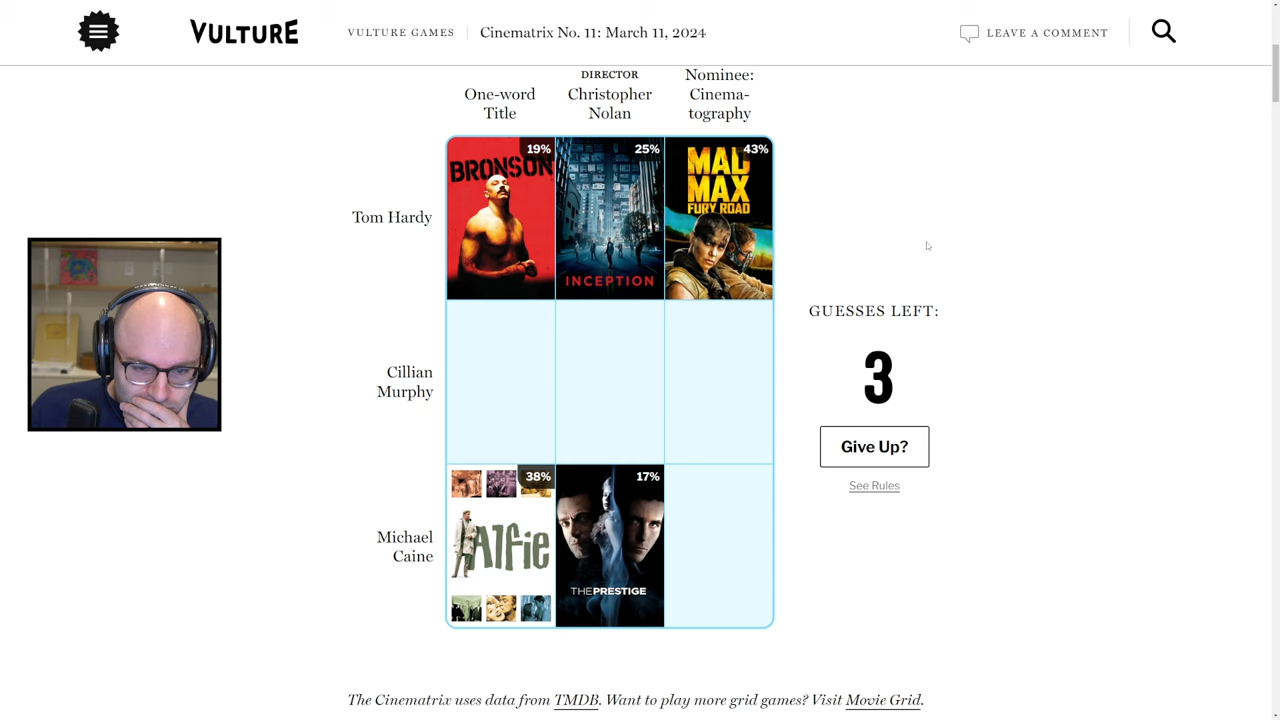 VULTURE
VULTURE GAMES
Cinematrix No. 11: March 11, 2024
LEAVE A COMMENT
One-word
Title
DIRECTOR
Christopher
Nolan
Nominee:
Cinema-
tography
Tom Hardy
19%
BRONSON
25%
INCEPTION
43%
MAD
MAX
FURY ROAD
GUESSES LEFT:
3
Give Up?
See Rules
Cillian
Murphy
Michael
Caine
38%
Alfie
17%
THE PRESTIGE
The Cinematrix uses data from TMDB. Want to play more grid games? Visit Movie Grid.